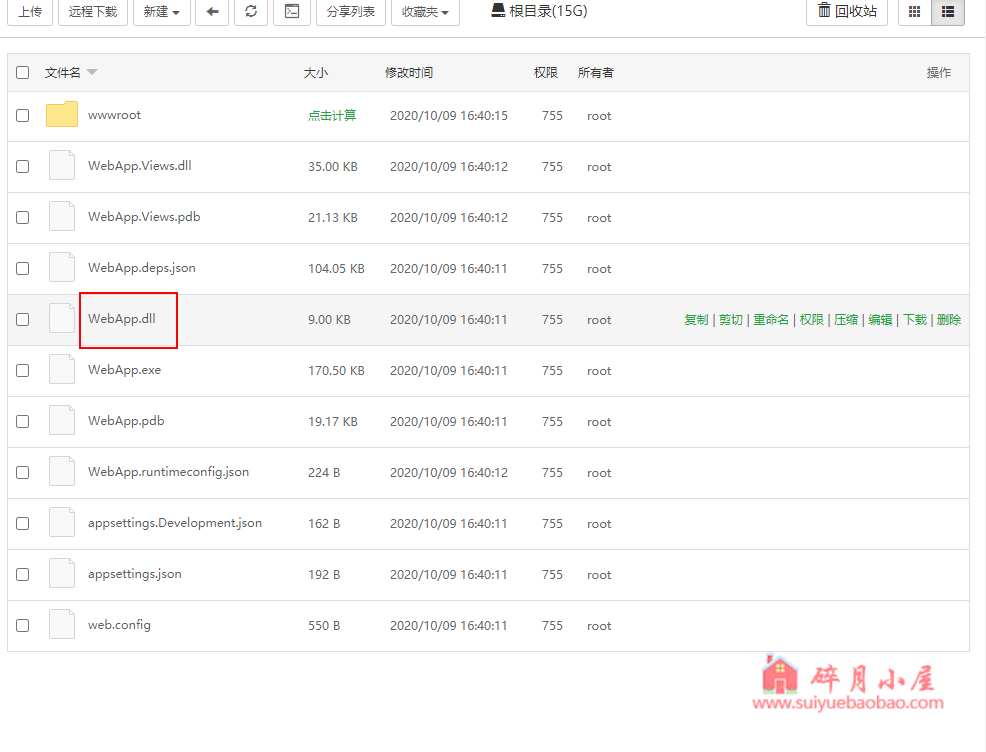 上传 远程下载 新建 分享列表 收藏夹 根目录(15G) 回收站
文件名 大小 修改时间 权限 所有者 操作
wwwroot 点击计算 2020/10/09 16:40:15 755 root
WebApp.Views.dll 35.00 KB 2020/10/09 16:40:12 755 root
WebApp.Views.pdb 21.13 KB 2020/10/09 16:40:12 755 root
WebApp.deps.json 104.05 KB 2020/10/09 16:40:11 755 root
WebApp.dll 9.00 KB 2020/10/09 16:40:11 755 root 复制 | 剪切 | 重命名 | 权限 | 压缩 | 编辑 | 下载 | 删除
WebApp.exe 170.50 KB 2020/10/09 16:40:11 755 root
WebApp.pdb 19.17 KB 2020/10/09 16:40:11 755 root
WebApp.runtimeconfig.json 224 B 2020/10/09 16:40:12 755 root
appsettings.Development.json 162 B 2020/10/09 16:40:11 755 root
appsettings.json 192 B 2020/10/09 16:40:11 755 root
web.config 550 B 2020/10/09 16:40:11 755 root
碎月小屋
www.suiyuebaobao.com